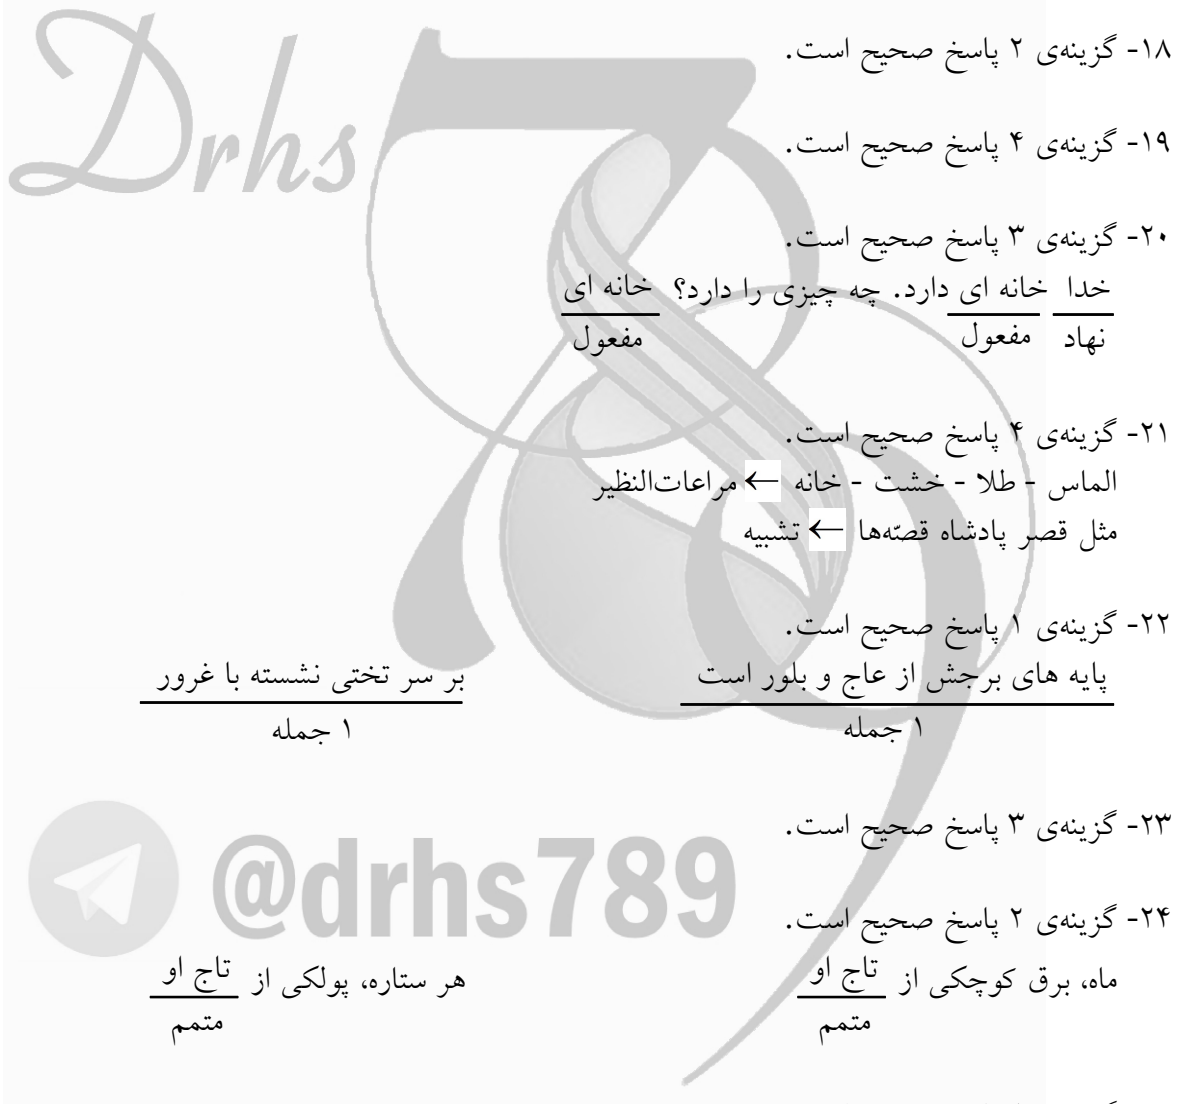 Drhs
۱۸- گزینه‌ی ۲ پاسخ صحیح است.
۱۹- گزینه‌ی ۴ پاسخ صحیح است.
۲۰- گزینه‌ی ۳ پاسخ صحیح است.
خدا خانه ای دارد. چه چیزی را دارد؟ خانه ای
نهاد مفعول مفعول
۲۱- گزینه‌ی ۴ پاسخ صحیح است.
الماس - طلا - خشت - خانه ← مراعات‌النظیر
مثل قصر پادشاه قصّه‌ها ← تشبیه
۲۲- گزینه‌ی ۱ پاسخ صحیح است.
پایه های برجش از عاج و بلور است بر سر تختی نشسته با غرور
۱ جمله ۱ جمله
۲۳- گزینه‌ی ۳ پاسخ صحیح است.
@drhs789
۲۴- گزینه‌ی ۲ پاسخ صحیح است.
ماه، برق کوچکی از تاج او هر ستاره، پولکی از تاج او
متمم متمم